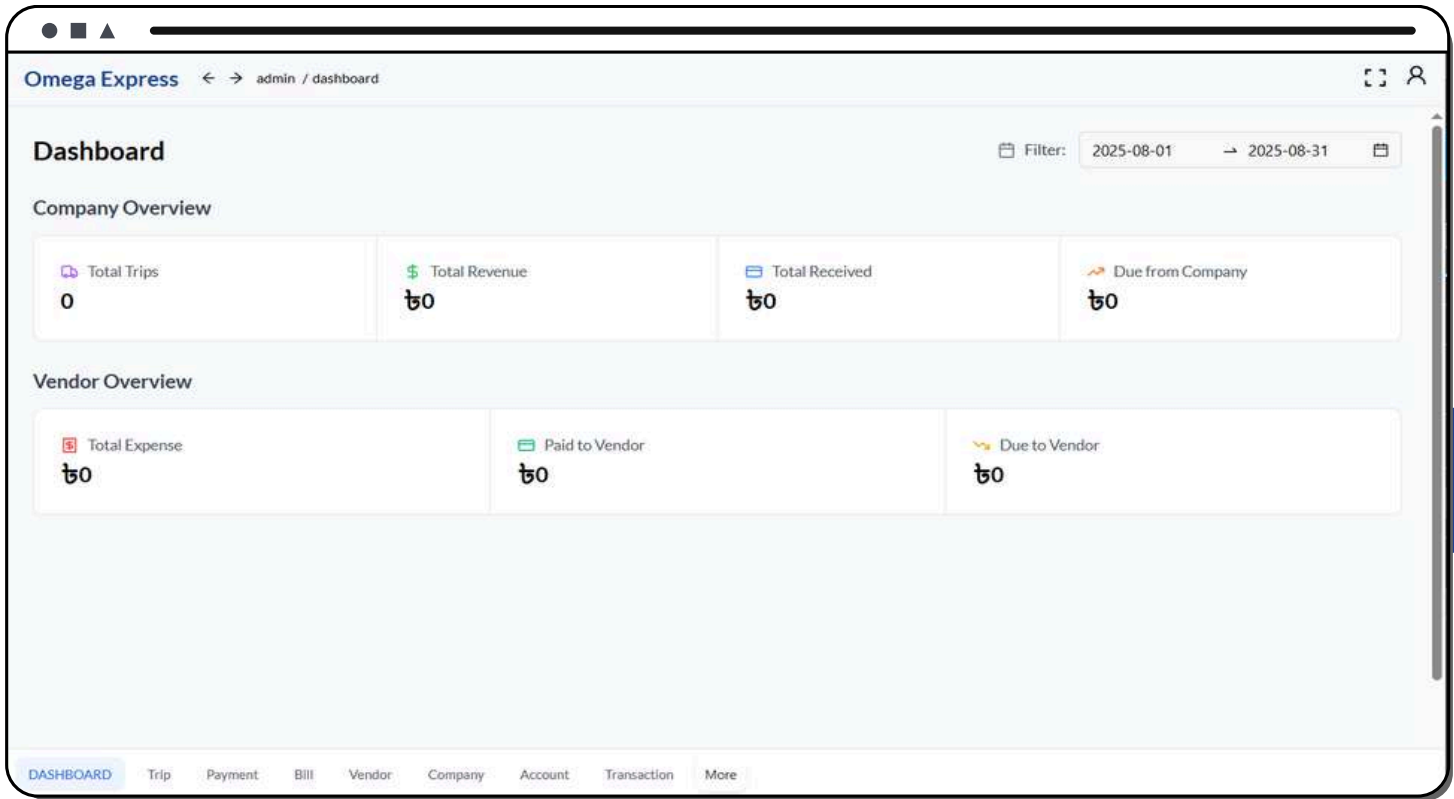 Omega Express ← → admin / dashboard
Dashboard
Filter: 2025-08-01 → 2025-08-31
Company Overview
Total Trips
0
Total Revenue
৳0
Total Received
৳0
Due from Company
৳0
Vendor Overview
Total Expense
৳0
Paid to Vendor
৳0
Due to Vendor
৳0
DASHBOARD Trip Payment Bill Vendor Company Account Transaction More